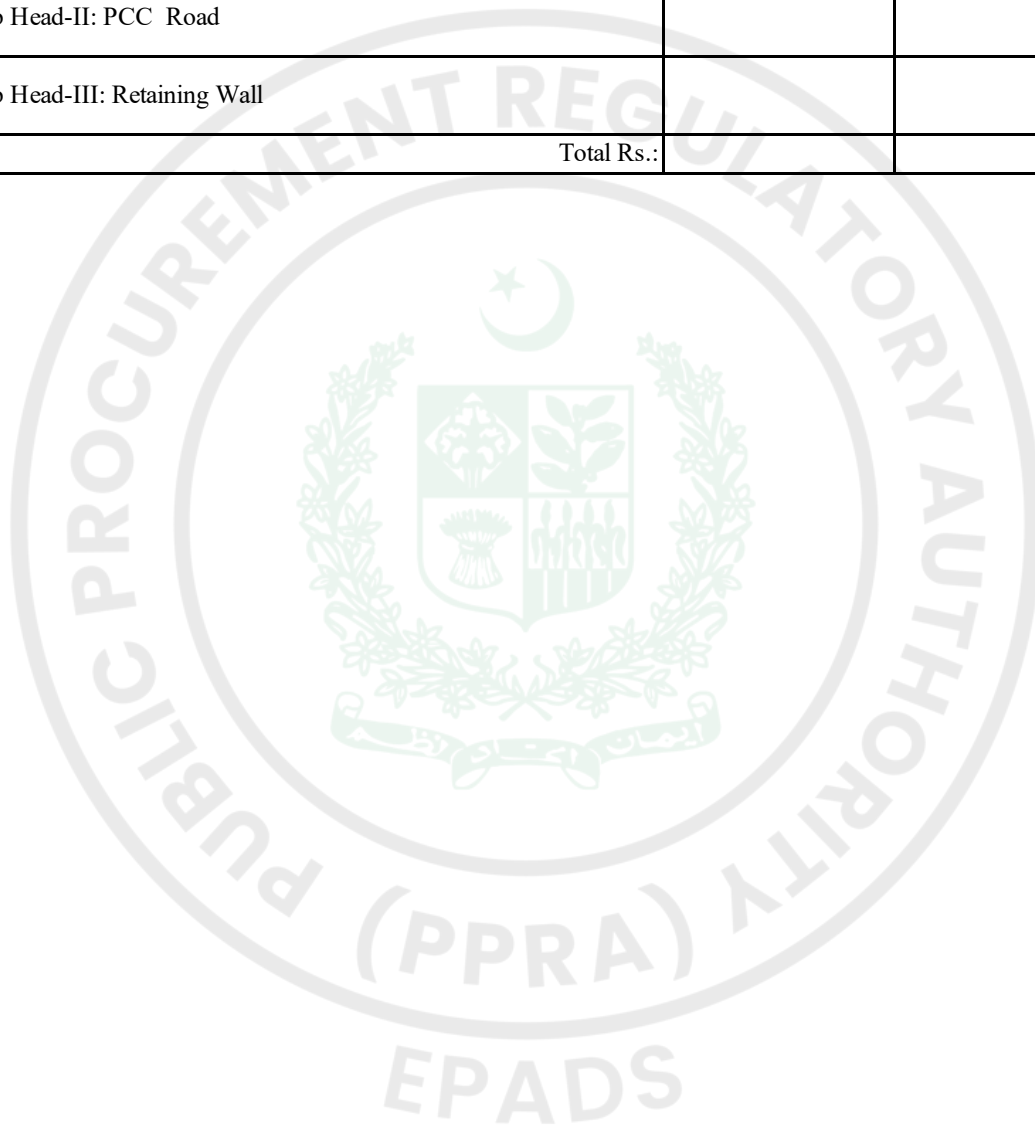 Head-II: PCC  Road
Head-III: Retaining Wall
Total Rs.:
PUBLIC PROCUREMENT REGULATORY AUTHORITY
(PPRA)
EPADS